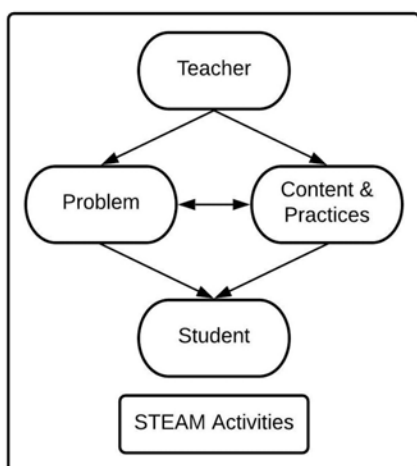 Teacher
Problem
Content &
Practices
Student
STEAM Activities